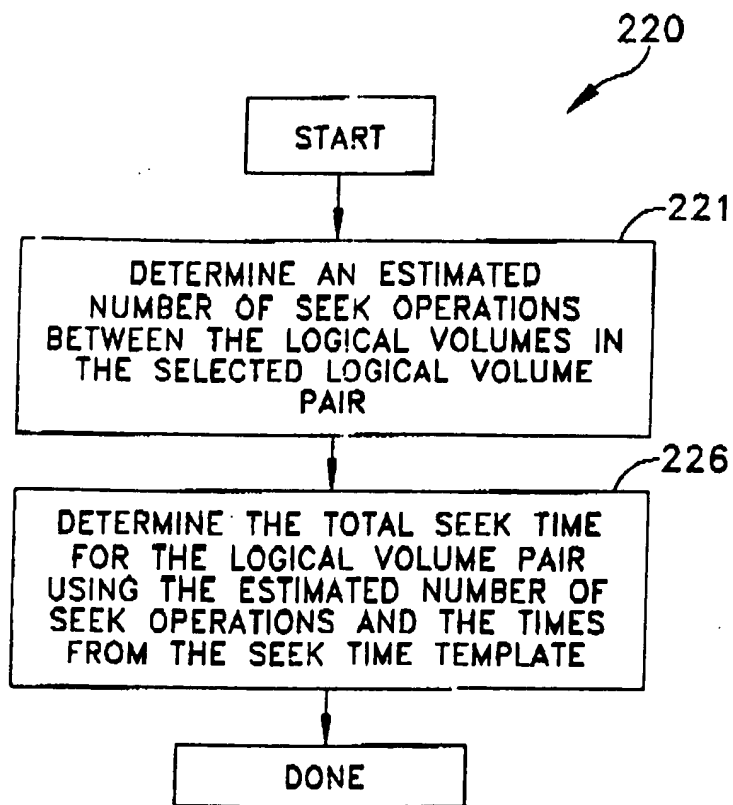 220
START
221
DETERMINE AN ESTIMATED
NUMBER OF SEEK OPERATIONS
BETWEEN THE LOGICAL VOLUMES IN
THE SELECTED LOGICAL VOLUME
PAIR
226
DETERMINE THE TOTAL SEEK TIME
FOR THE LOGICAL VOLUME PAIR
USING THE ESTIMATED NUMBER OF
SEEK OPERATIONS AND THE TIMES
FROM THE SEEK TIME TEMPLATE
DONE